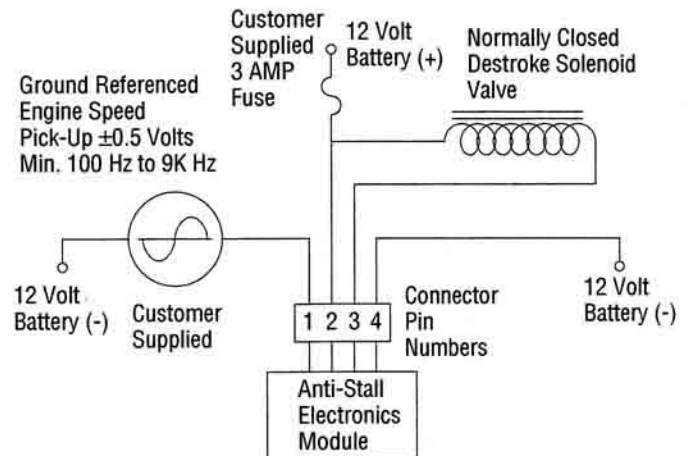 Customer
Supplied
3 AMP
Fuse
12 Volt
Battery (+)
Normally Closed
Destroke Solenoid
Valve
Ground Referenced
Engine Speed
Pick-Up ±0.5 Volts
Min. 100 Hz to 9K Hz
12 Volt
Battery (-)
Customer
Supplied
1 2 3 4
Connector
Pin
Numbers
12 Volt
Battery (-)
Anti-Stall
Electronics
Module